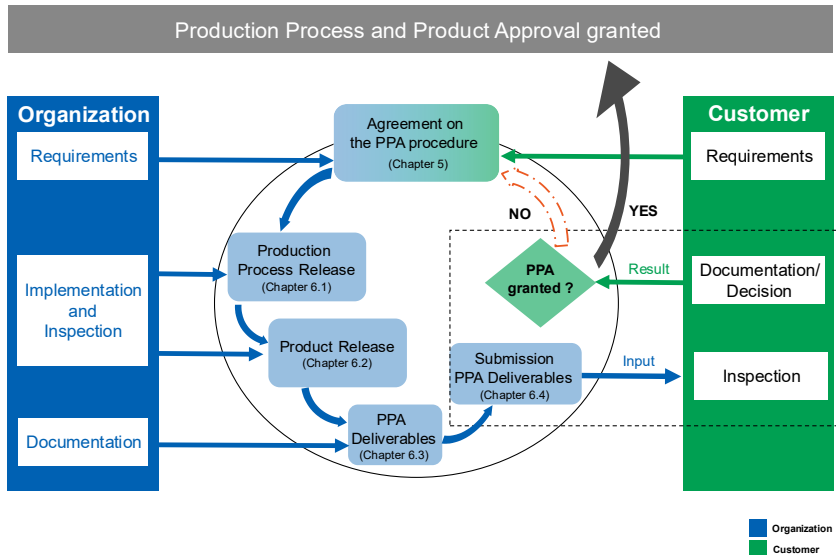 Production Process and Product Approval granted
Organization
Requirements
Implementation
and
Inspection
Documentation
Agreement on
the PPA procedure
(Chapter 5)
Production
Process Release
(Chapter 6.1)
Product Release
(Chapter 6.2)
PPA
Deliverables
(Chapter 6.3)
Submission
PPA Deliverables
(Chapter 6.4)
PPA
granted ?
NO
YES
Result
Input
Customer
Requirements
Documentation/
Decision
Inspection
Organization
Customer